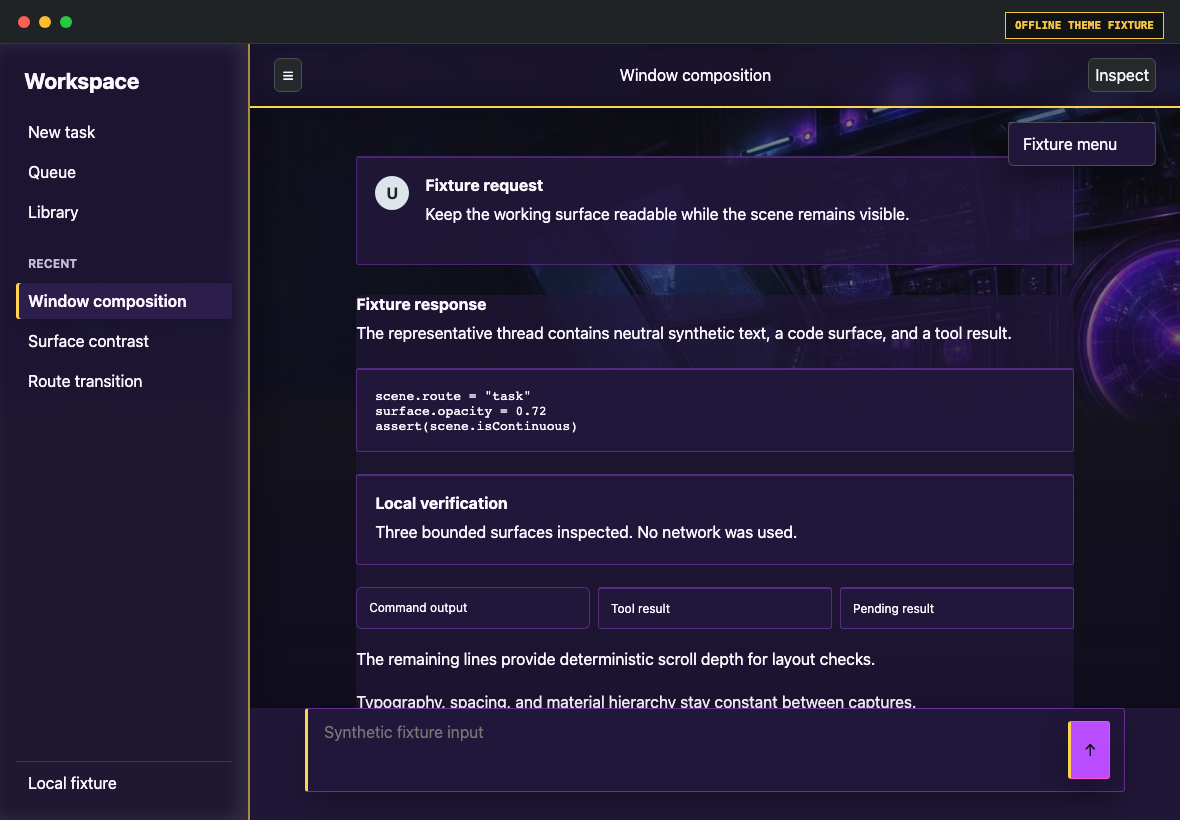 OFFLINE THEME FIXTURE
Workspace
New task
Queue
Library
RECENT
Window composition
Surface contrast
Route transition
Local fixture
Window composition
Inspect
Fixture menu
U
Fixture request
Keep the working surface readable while the scene remains visible.
Fixture response
The representative thread contains neutral synthetic text, a code surface, and a tool result.
scene.route = "task"
surface.opacity = 0.72
assert(scene.isContinuous)
Local verification
Three bounded surfaces inspected. No network was used.
Command output
Tool result
Pending result
The remaining lines provide deterministic scroll depth for layout checks.
Typography, spacing, and material hierarchy stay constant between captures.
Synthetic fixture input